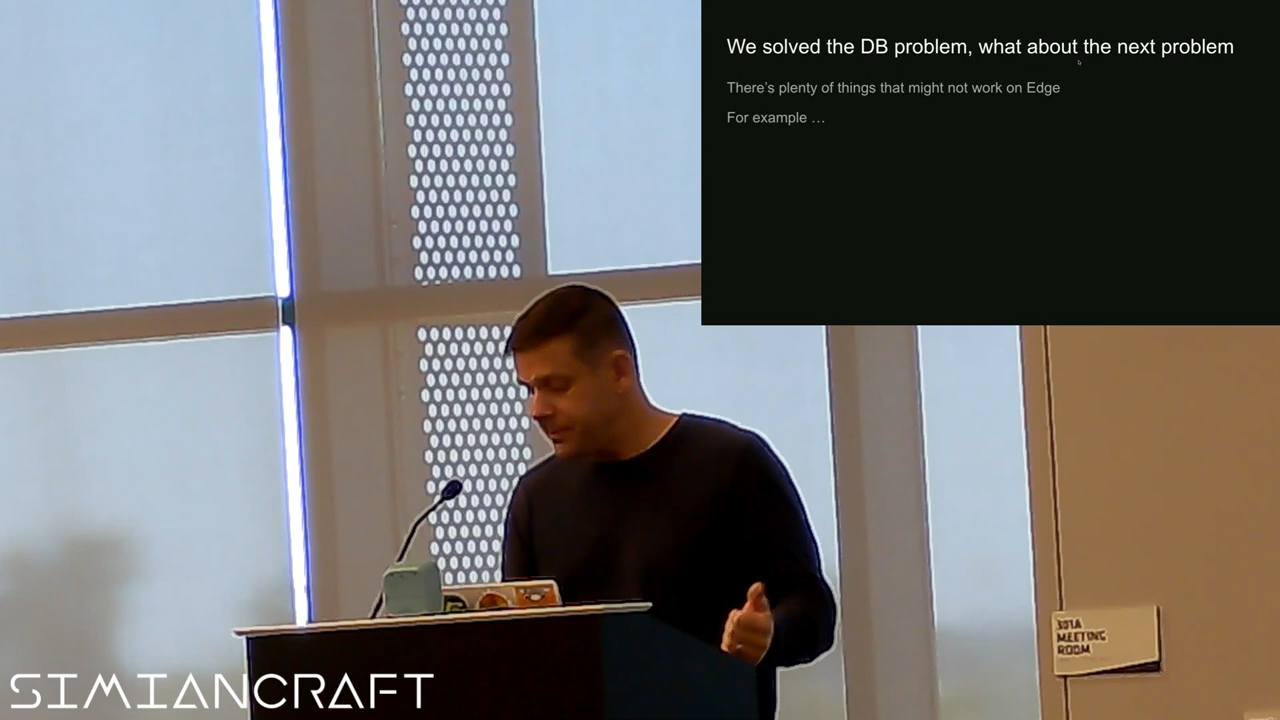 We solved the DB problem, what about the next problem
There's plenty of things that might not work on Edge
For example …
301A
MEETING
ROOM
SIMIANCRAFT